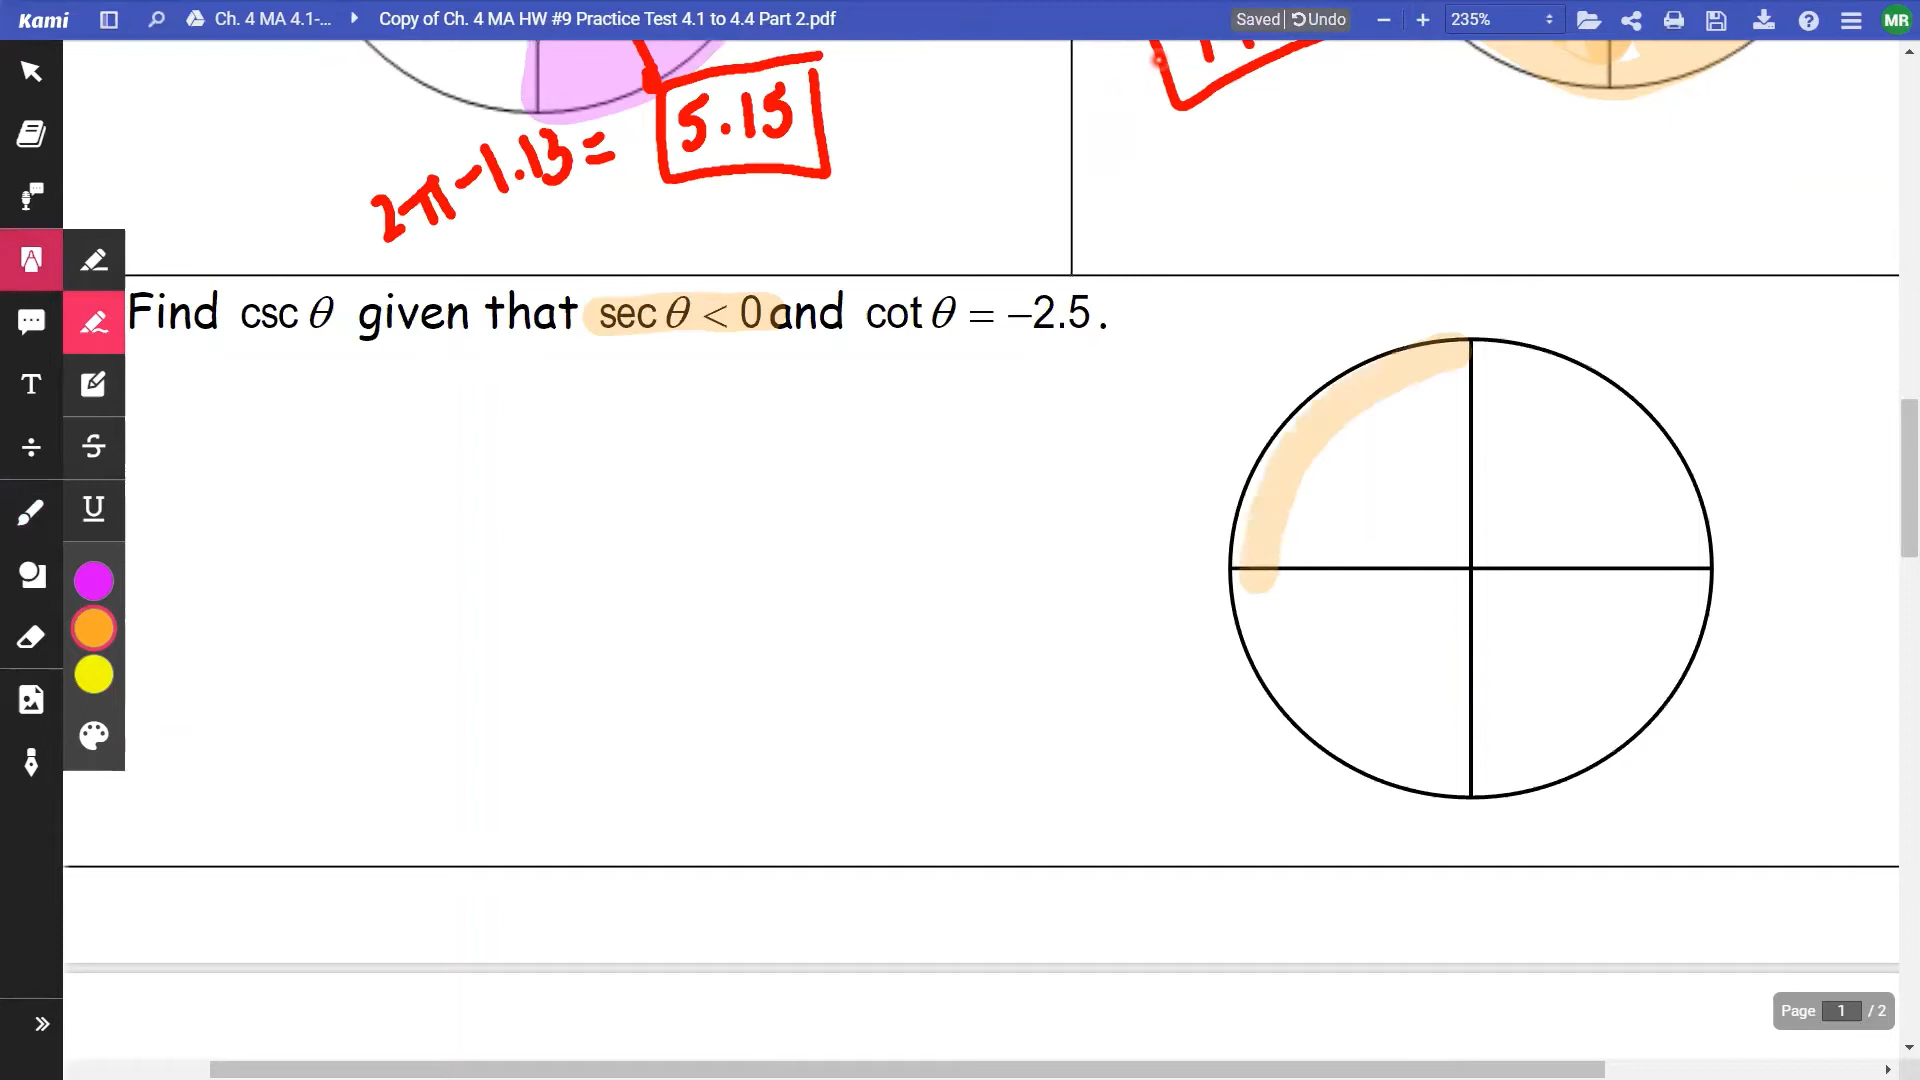 Kami
Ch. 4 MA 4.1-...
Copy of Ch. 4 MA HW #9 Practice Test 4.1 to 4.4 Part 2.pdf
Saved
Undo
235%
MR
5.15
2π-1.13=
Find csc θ given that sec θ < 0 and cot θ = −2.5.
Page 1 / 2